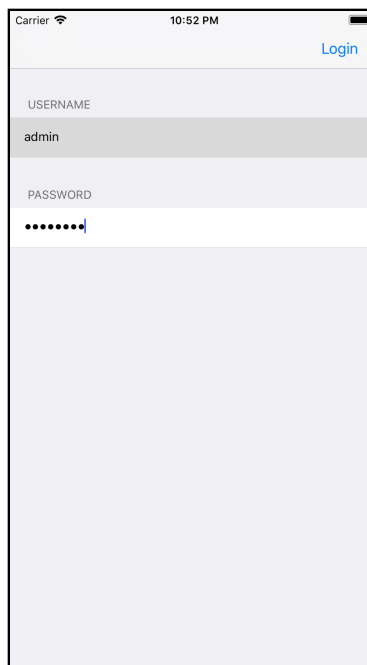 Carrier 10:52 PM
Login
USERNAME
admin
PASSWORD
••••••••